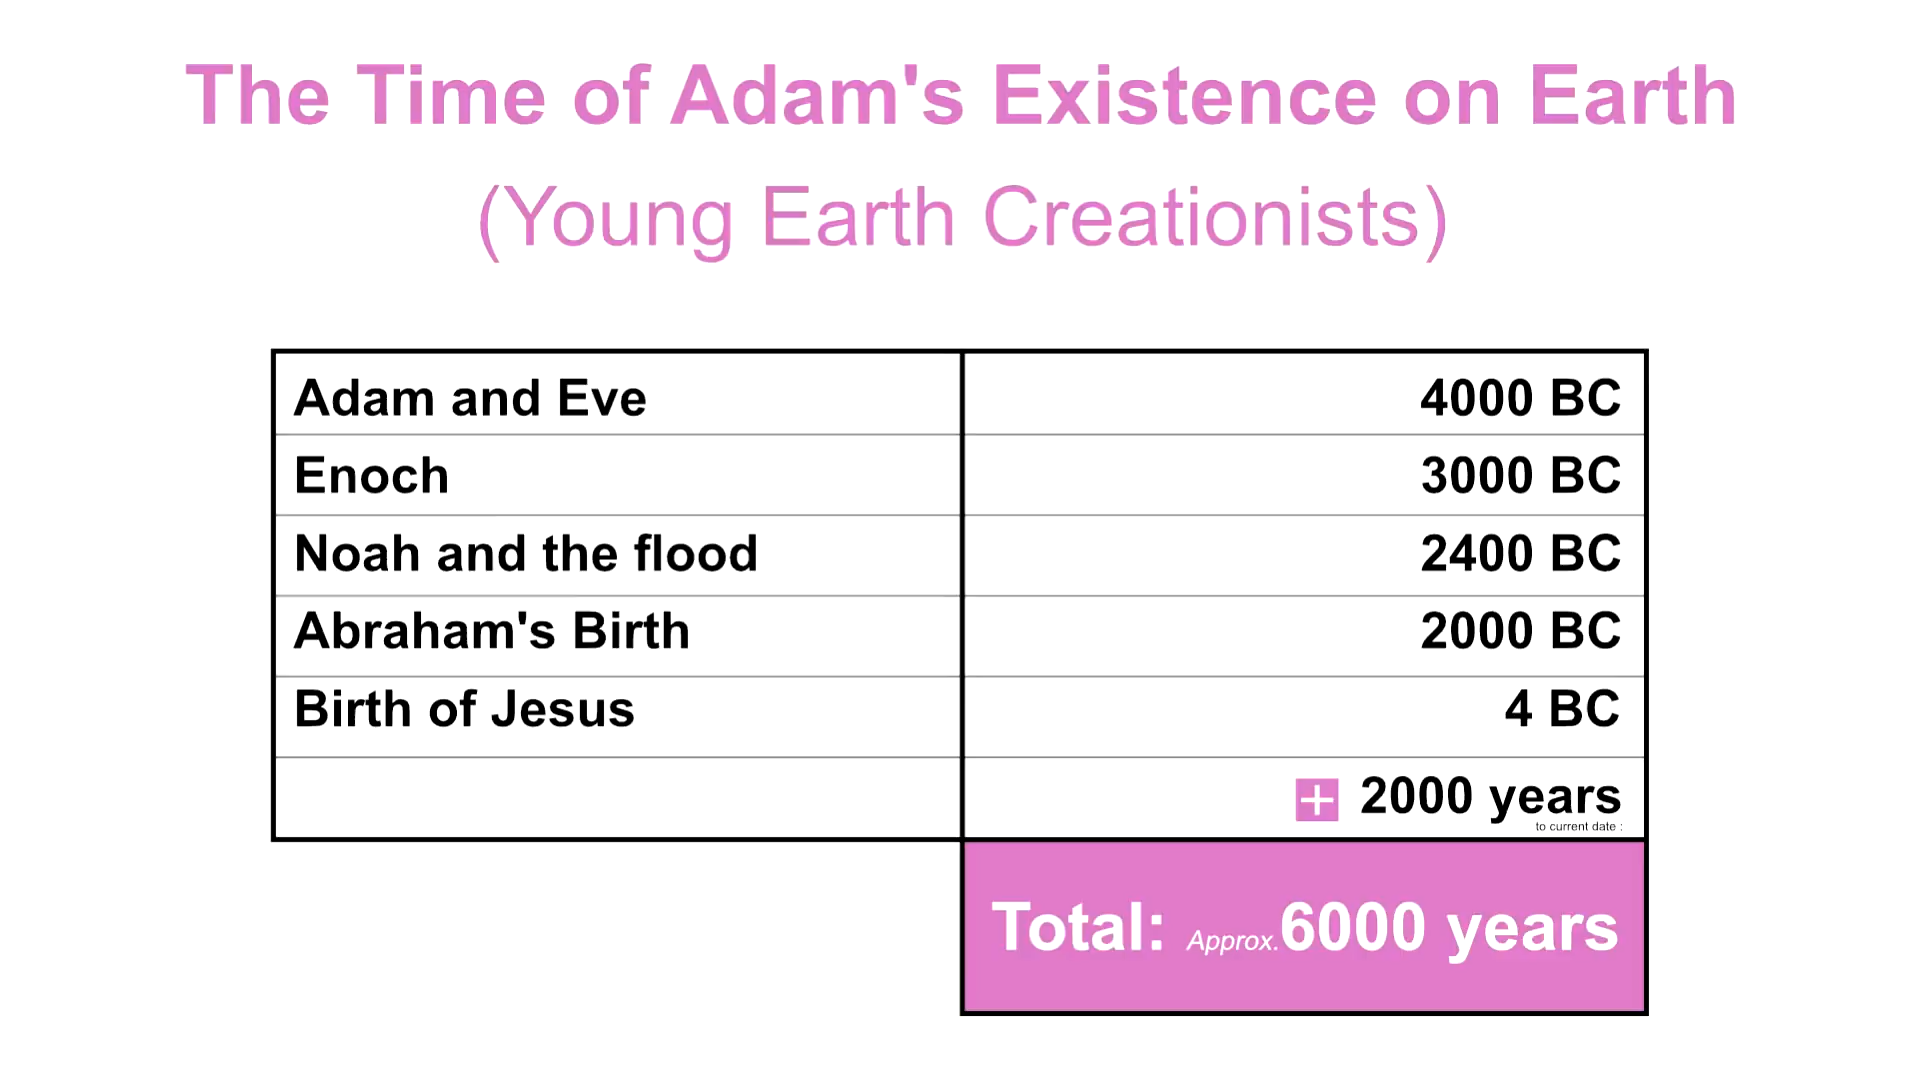 The Time of Adam's Existence on Earth
(Young Earth Creationists)
Adam and Eve 4000 BC
Enoch 3000 BC
Noah and the flood 2400 BC
Abraham's Birth 2000 BC
Birth of Jesus 4 BC
+ 2000 years
to current date :
Total: Approx. 6000 years